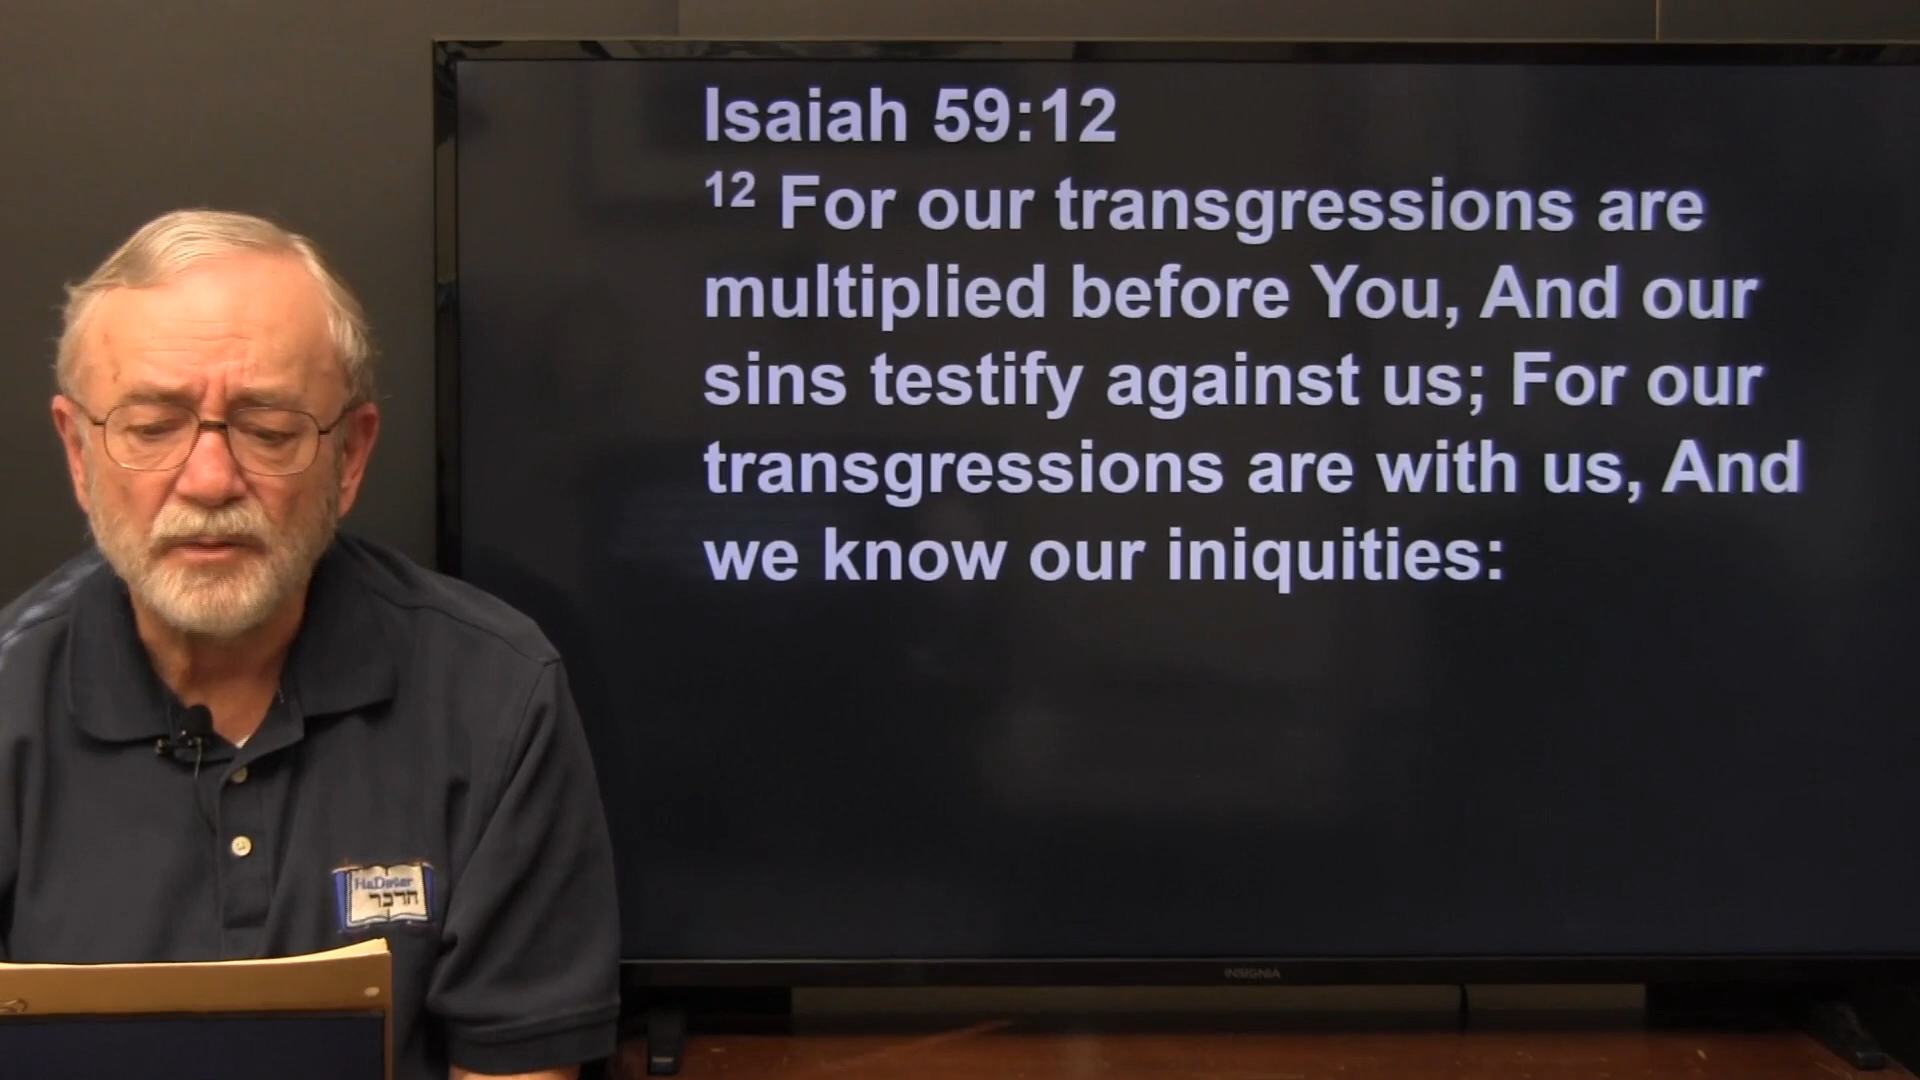 Isaiah 59:12
12 For our transgressions are
multiplied before You, And our
sins testify against us; For our
transgressions are with us, And
we know our iniquities:
HaDavar
הדבר
INSIGNIA